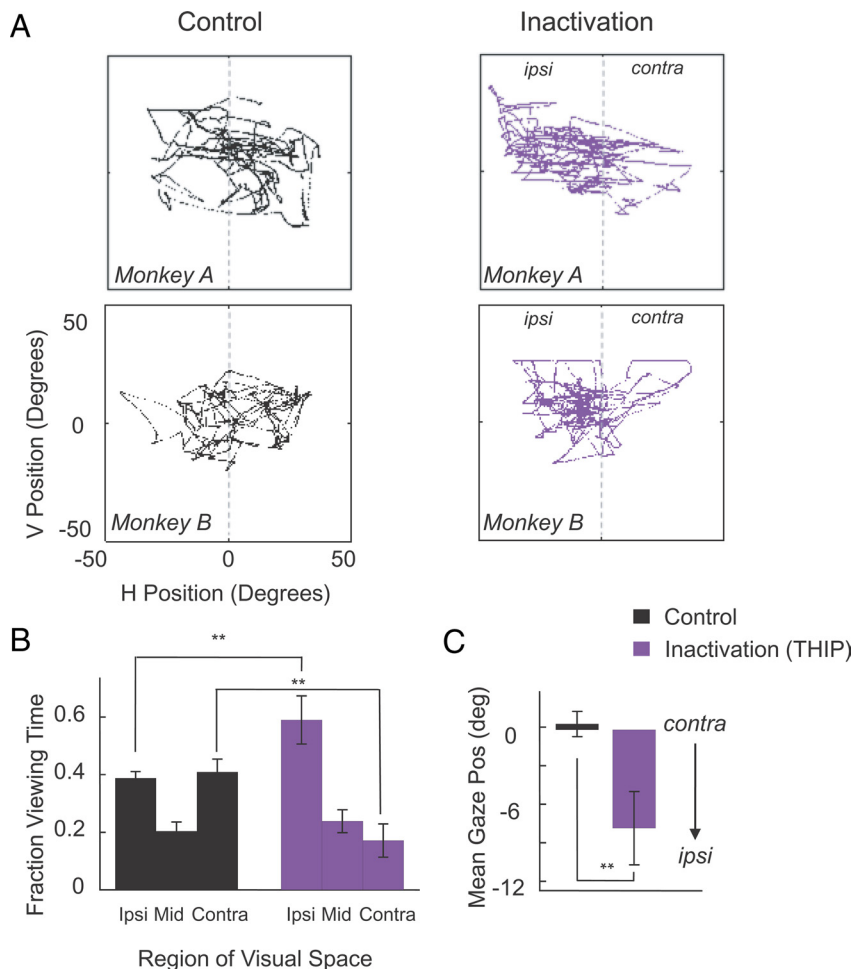 A
Control
Inactivation
ipsi
contra
Monkey A
Monkey A
50
0
-50
V Position (Degrees)
Monkey B
-50
0
50
H Position (Degrees)
ipsi
contra
Monkey B
B
**
**
0.6
0.4
0.2
0
Fraction Viewing Time
Ipsi Mid Contra
Ipsi Mid Contra
Region of Visual Space
Control
Inactivation (THIP)
C
0
-6
-12
Mean Gaze Pos (deg)
contra
ipsi
**